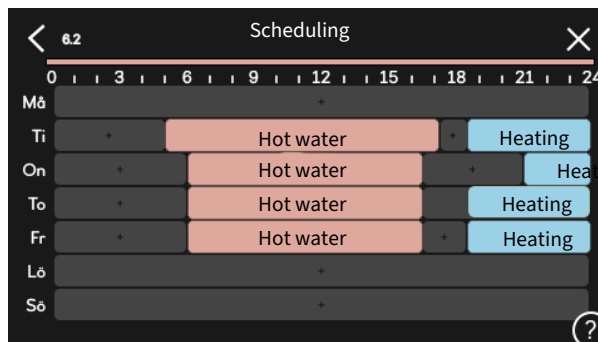 6.2 Scheduling
0 3 6 9 12 15 18 21 24
Må
Ti Hot water Heating
On Hot water Heat
To Hot water Heating
Fr Hot water Heating
Lö
Sö
?